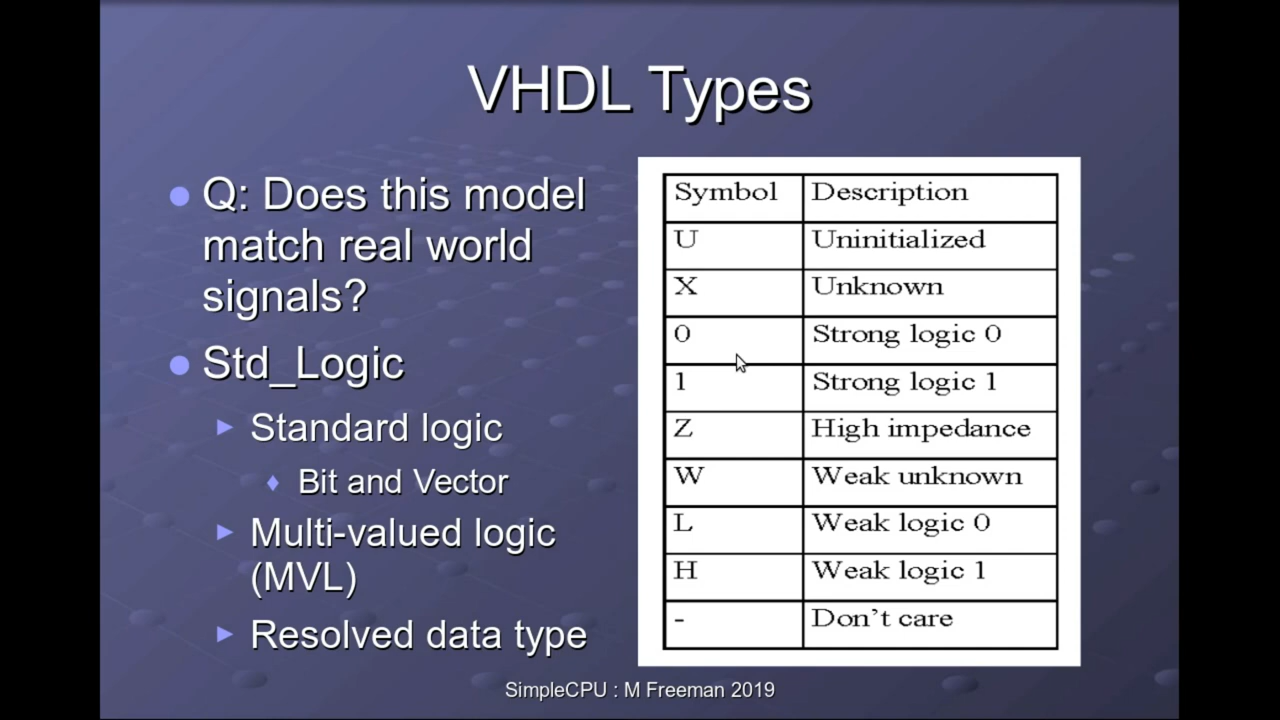 VHDL Types
Q: Does this model
match real world
signals?
Std_Logic
Standard logic
Bit and Vector
Multi-valued logic
(MVL)
Resolved data type
Symbol Description
U Uninitialized
X Unknown
0 Strong logic 0
1 Strong logic 1
Z High impedance
W Weak unknown
L Weak logic 0
H Weak logic 1
- Don't care
SimpleCPU : M Freeman 2019